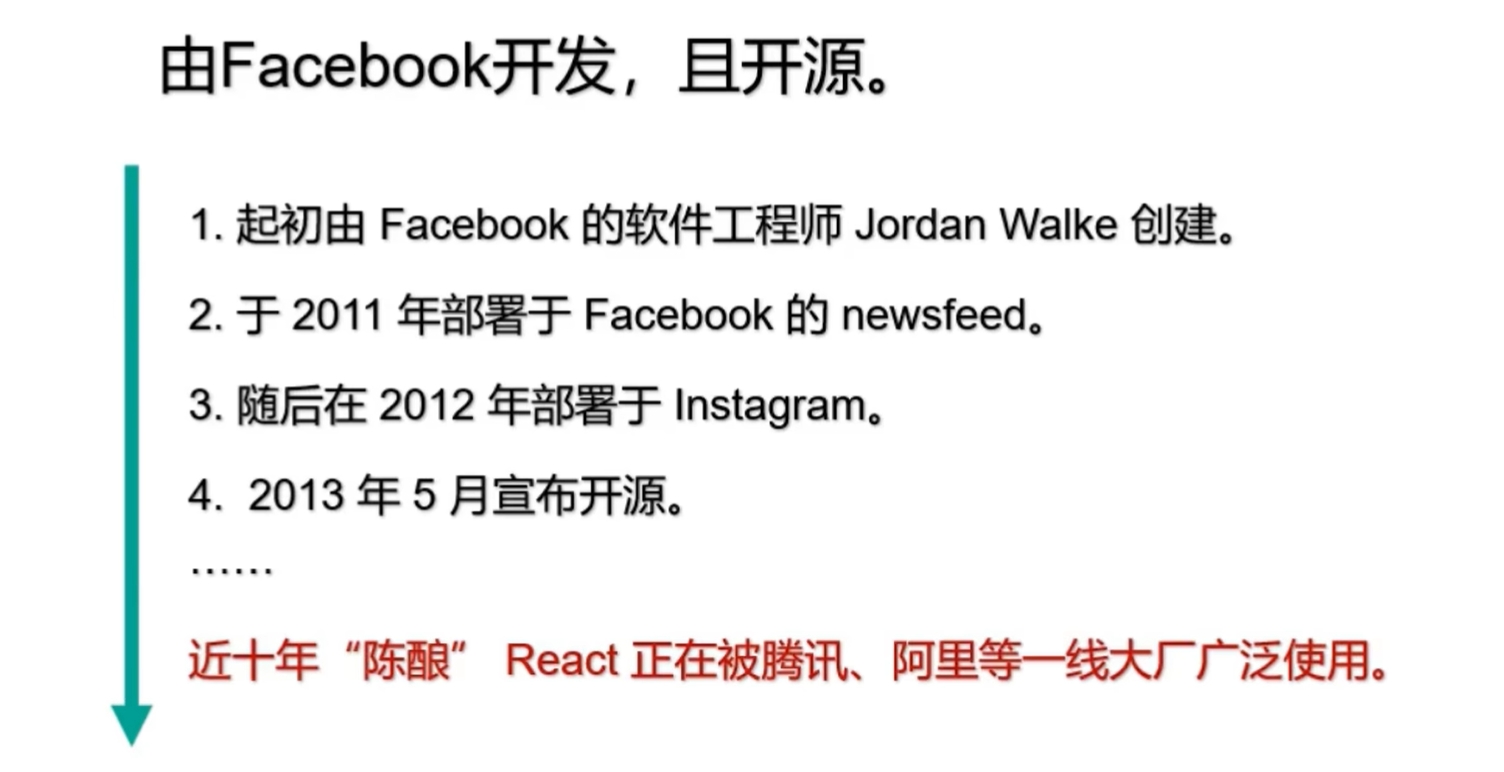 由Facebook开发，且开源。
1. 起初由 Facebook 的软件工程师 Jordan Walke 创建。
2. 于 2011 年部署于 Facebook 的 newsfeed。
3. 随后在 2012 年部署于 Instagram。
4. 2013 年 5 月宣布开源。
……
近十年“陈酿” React 正在被腾讯、阿里等一线大厂广泛使用。